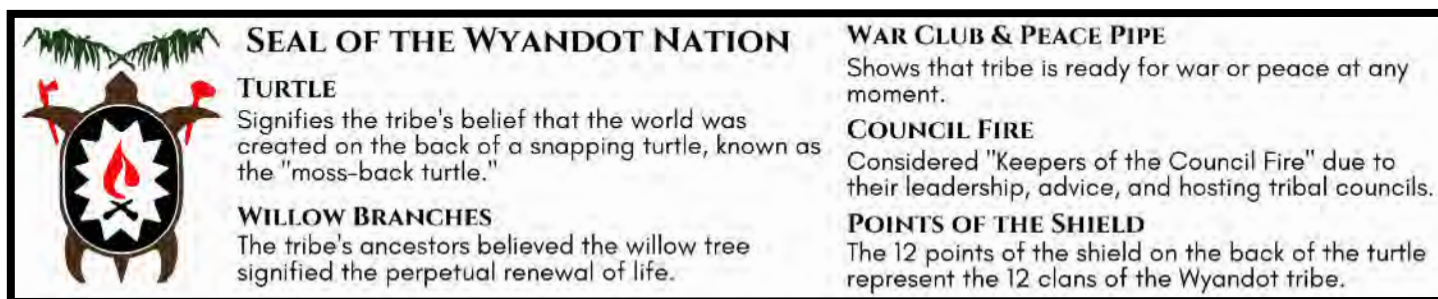 SEAL OF THE WYANDOT NATION
TURTLE
Signifies the tribe's belief that the world was
created on the back of a snapping turtle, known as
the "moss-back turtle."
WILLOW BRANCHES
The tribe's ancestors believed the willow tree
signified the perpetual renewal of life.
WAR CLUB & PEACE PIPE
Shows that tribe is ready for war or peace at any
moment.
COUNCIL FIRE
Considered "Keepers of the Council Fire" due to
their leadership, advice, and hosting tribal councils.
POINTS OF THE SHIELD
The 12 points of the shield on the back of the turtle
represent the 12 clans of the Wyandot tribe.